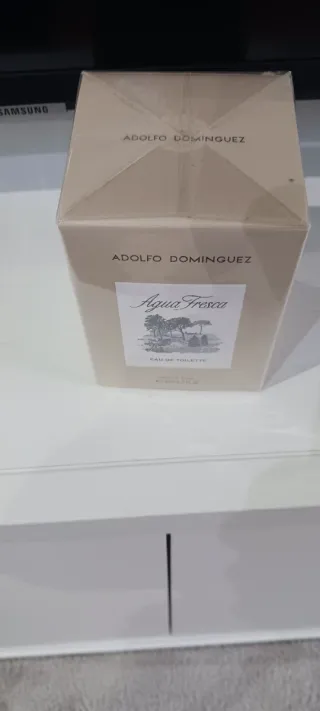 SAMSUNG
ADOLFO DOMINGUEZ
ADOLFO DOMINGUEZ
Agua Fresca
EAU DE TOILETTE